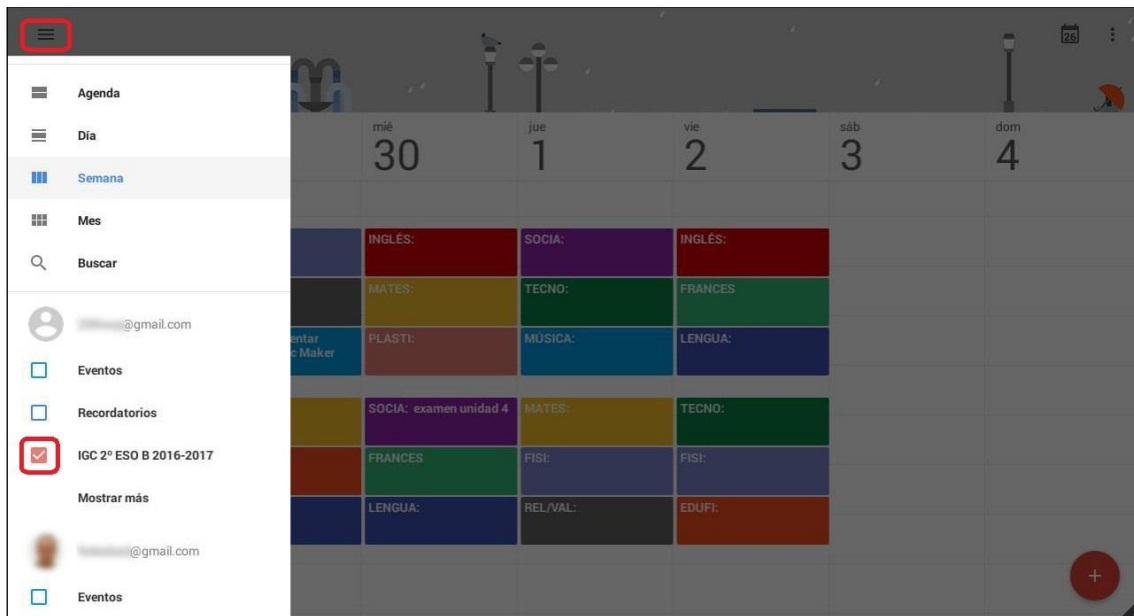 26
Agenda
Día
Semana
Mes
Buscar
@gmail.com
Eventos
Recordatorios
IGC 2º ESO B 2016-2017
Mostrar más
@gmail.com
Eventos
mié
30
jue
1
vie
2
sáb
3
dom
4
INGLÉS:
SOCIA:
INGLÉS:
MATES:
TECNO:
FRANCES
entar
c Maker
PLASTI:
MÚSICA:
LENGUA:
SOCIA: examen unidad 4
MATES:
TECNO:
FRANCES
FISI:
FISI:
LENGUA:
REL/VAL:
EDUFI:
+